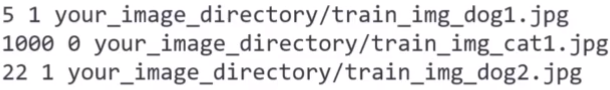 5 1 your_image_directory/train_img_dog1.jpg
1000 0 your_image_directory/train_img_cat1.jpg
22 1 your_image_directory/train_img_dog2.jpg